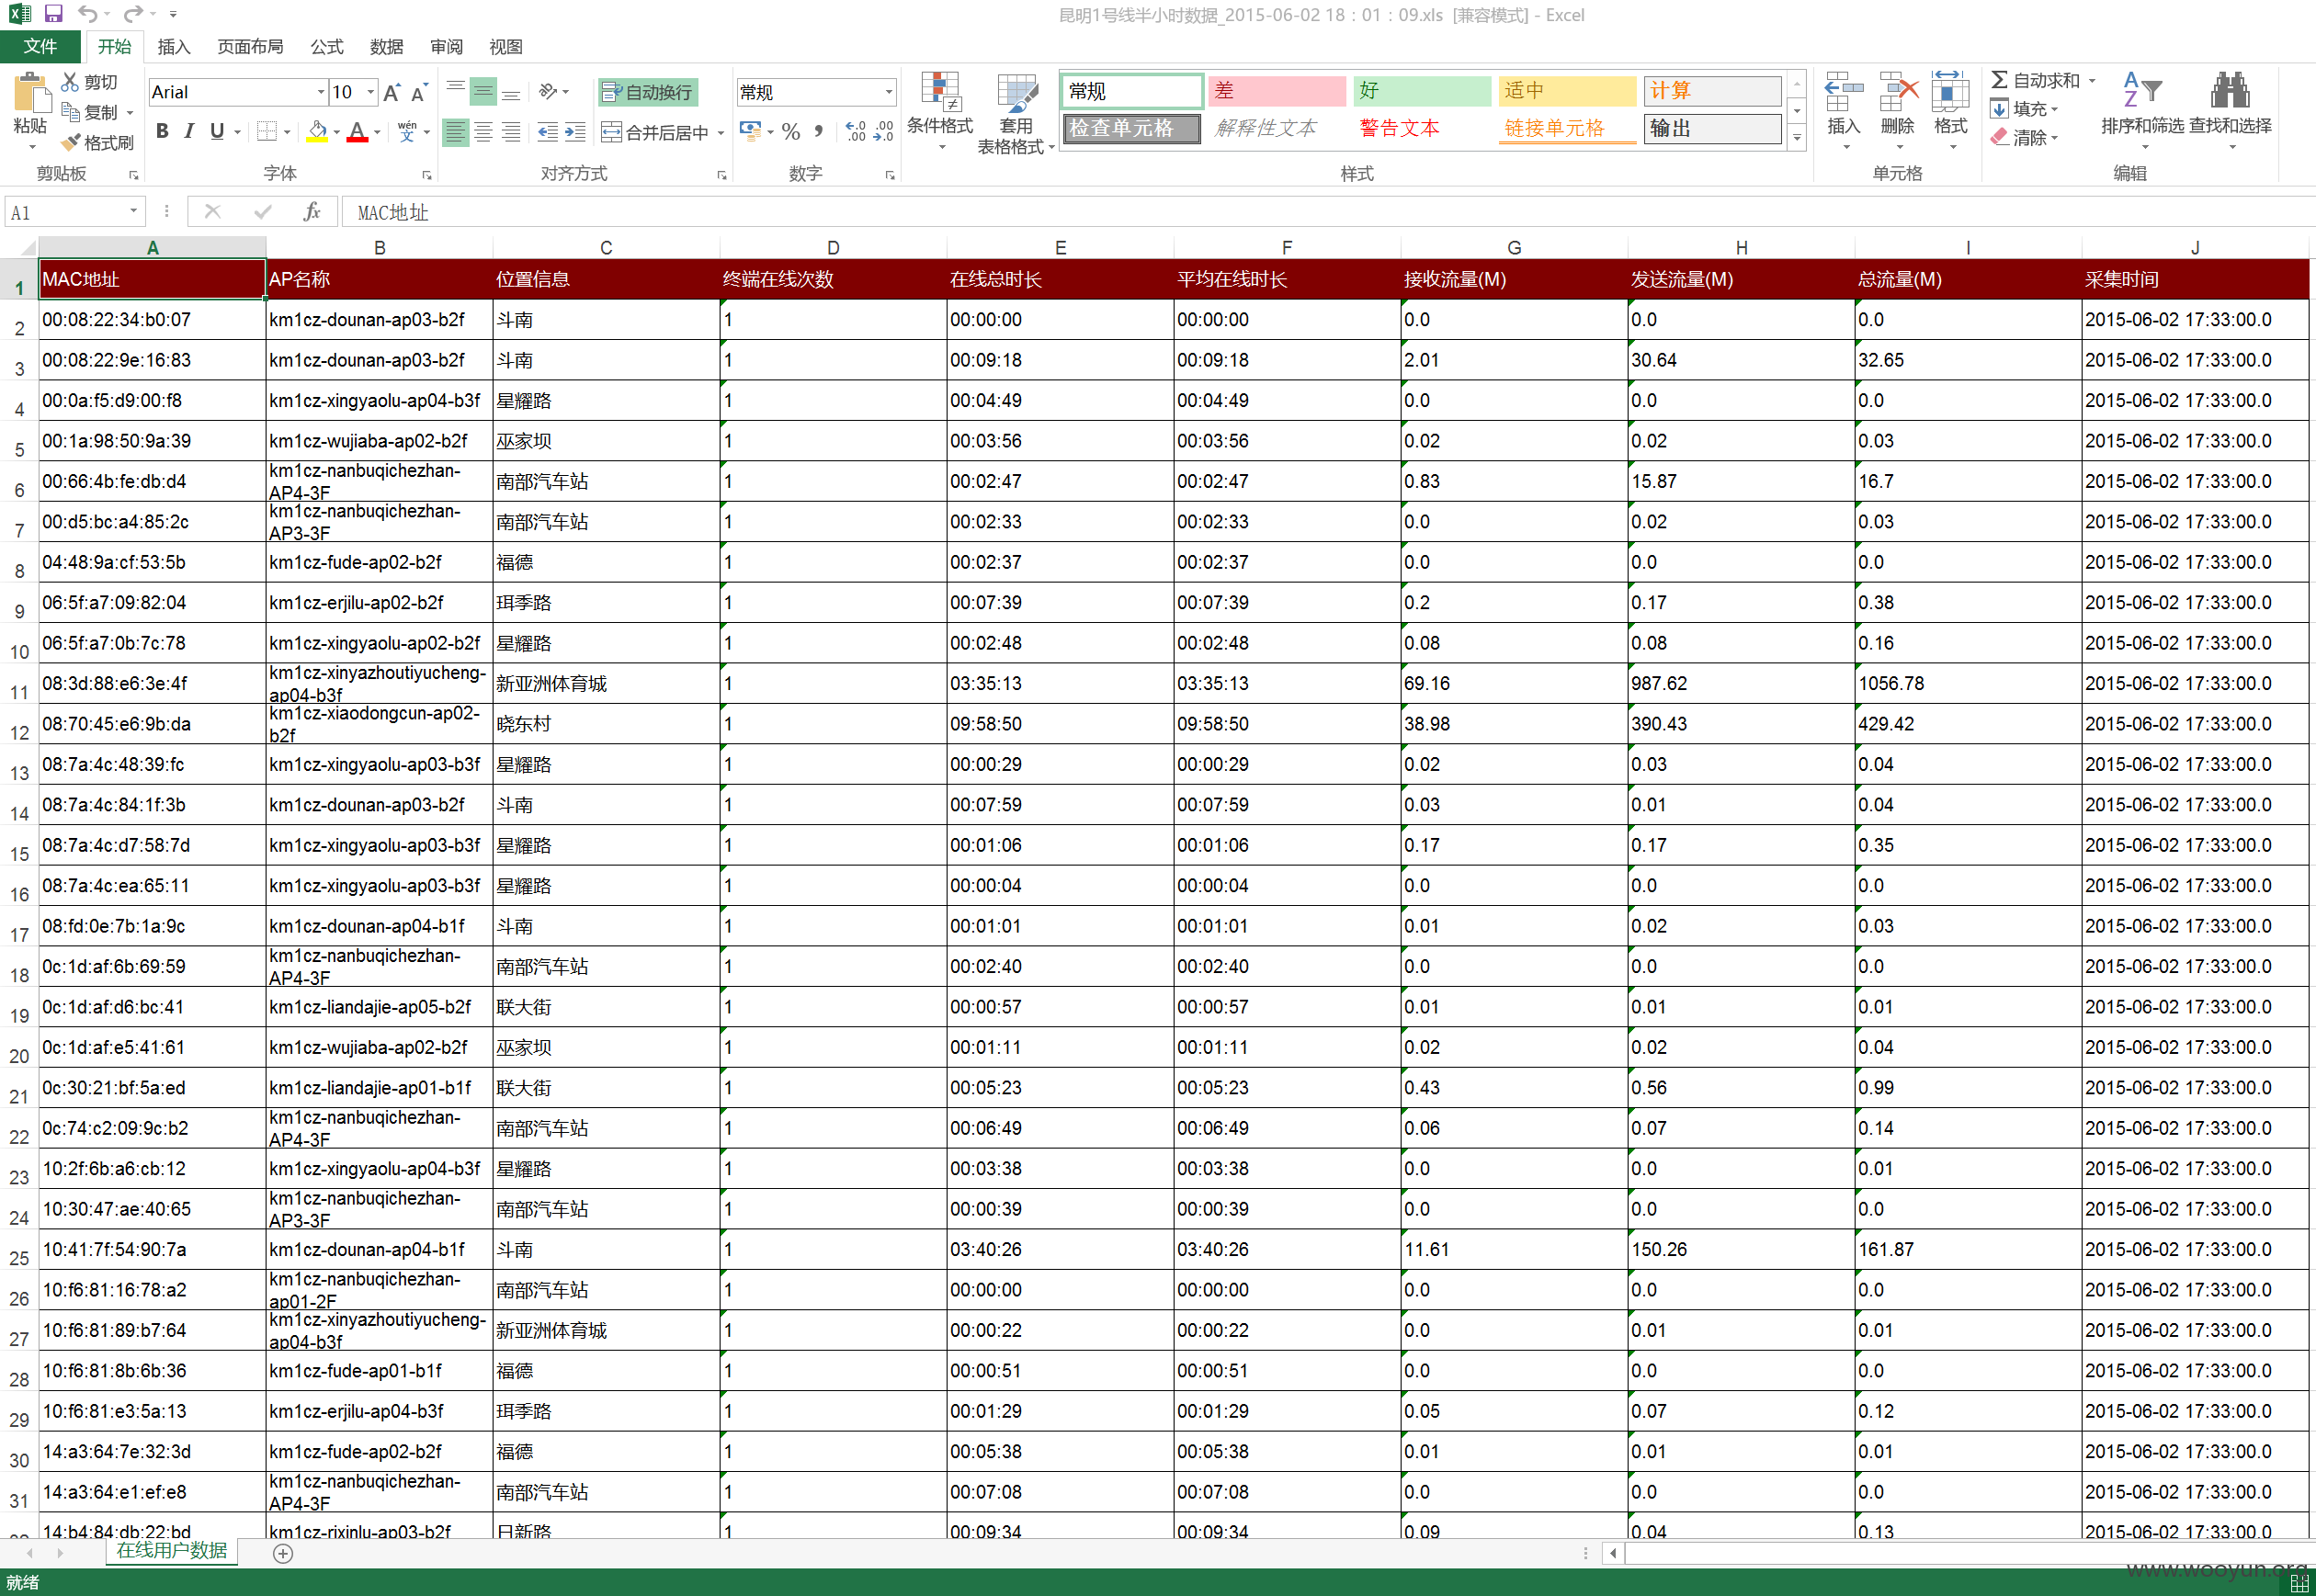 昆明1号线半小时数据_2015-06-02 18：01：09.xls [兼容模式] - Excel
文件 开始 插入 页面布局 公式 数据 审阅 视图
粘贴 剪切 复制 格式刷 剪贴板
Arial 10 B I U wén 文 字体
自动换行 合并后居中 对齐方式
常规 % 数字
条件格式 套用 表格格式
常规 差 好 适中 计算
检查单元格 解释性文本 警告文本 链接单元格 输出
样式
插入 删除 格式 单元格
自动求和 填充 清除 排序和筛选 查找和选择 编辑
A1 fx MAC地址
A B C D E F G H I J
1 MAC地址 AP名称 位置信息 终端在线次数 在线总时长 平均在线时长 接收流量(M) 发送流量(M) 总流量(M) 采集时间
2 00:08:22:34:b0:07 km1cz-dounan-ap03-b2f 斗南 1 00:00:00 00:00:00 0.0 0.0 0.0 2015-06-02 17:33:00.0
3 00:08:22:9e:16:83 km1cz-dounan-ap03-b2f 斗南 1 00:09:18 00:09:18 2.01 30.64 32.65 2015-06-02 17:33:00.0
4 00:0a:f5:d9:00:f8 km1cz-xingyaolu-ap04-b3f 星耀路 1 00:04:49 00:04:49 0.0 0.0 0.0 2015-06-02 17:33:00.0
5 00:1a:98:50:9a:39 km1cz-wujiaba-ap02-b2f 巫家坝 1 00:03:56 00:03:56 0.02 0.02 0.03 2015-06-02 17:33:00.0
6 00:66:4b:fe:db:d4 km1cz-nanbuqichezhan-AP4-3F 南部汽车站 1 00:02:47 00:02:47 0.83 15.87 16.7 2015-06-02 17:33:00.0
7 00:d5:bc:a4:85:2c km1cz-nanbuqichezhan-AP3-3F 南部汽车站 1 00:02:33 00:02:33 0.0 0.02 0.03 2015-06-02 17:33:00.0
8 04:48:9a:cf:53:5b km1cz-fude-ap02-b2f 福德 1 00:02:37 00:02:37 0.0 0.0 0.0 2015-06-02 17:33:00.0
9 06:5f:a7:09:82:04 km1cz-erjilu-ap02-b2f 珥季路 1 00:07:39 00:07:39 0.2 0.17 0.38 2015-06-02 17:33:00.0
10 06:5f:a7:0b:7c:78 km1cz-xingyaolu-ap02-b2f 星耀路 1 00:02:48 00:02:48 0.08 0.08 0.16 2015-06-02 17:33:00.0
11 08:3d:88:e6:3e:4f km1cz-xinyazhoutiyucheng-ap04-b3f 新亚洲体育城 1 03:35:13 03:35:13 69.16 987.62 1056.78 2015-06-02 17:33:00.0
12 08:70:45:e6:9b:da km1cz-xiaodongcun-ap02-b2f 晓东村 1 09:58:50 09:58:50 38.98 390.43 429.42 2015-06-02 17:33:00.0
13 08:7a:4c:48:39:fc km1cz-xingyaolu-ap03-b3f 星耀路 1 00:00:29 00:00:29 0.02 0.03 0.04 2015-06-02 17:33:00.0
14 08:7a:4c:84:1f:3b km1cz-dounan-ap03-b2f 斗南 1 00:07:59 00:07:59 0.03 0.01 0.04 2015-06-02 17:33:00.0
15 08:7a:4c:d7:58:7d km1cz-xingyaolu-ap03-b3f 星耀路 1 00:01:06 00:01:06 0.17 0.17 0.35 2015-06-02 17:33:00.0
16 08:7a:4c:ea:65:11 km1cz-xingyaolu-ap03-b3f 星耀路 1 00:00:04 00:00:04 0.0 0.0 0.0 2015-06-02 17:33:00.0
17 08:fd:0e:7b:1a:9c km1cz-dounan-ap04-b1f 斗南 1 00:01:01 00:01:01 0.01 0.02 0.03 2015-06-02 17:33:00.0
18 0c:1d:af:6b:69:59 km1cz-nanbuqichezhan-AP4-3F 南部汽车站 1 00:02:40 00:02:40 0.0 0.0 0.0 2015-06-02 17:33:00.0
19 0c:1d:af:d6:bc:41 km1cz-liandajie-ap05-b2f 联大街 1 00:00:57 00:00:57 0.01 0.01 0.01 2015-06-02 17:33:00.0
20 0c:1d:af:e5:41:61 km1cz-wujiaba-ap02-b2f 巫家坝 1 00:01:11 00:01:11 0.02 0.02 0.04 2015-06-02 17:33:00.0
21 0c:30:21:bf:5a:ed km1cz-liandajie-ap01-b1f 联大街 1 00:05:23 00:05:23 0.43 0.56 0.99 2015-06-02 17:33:00.0
22 0c:74:c2:09:9c:b2 km1cz-nanbuqichezhan-AP4-3F 南部汽车站 1 00:06:49 00:06:49 0.06 0.07 0.14 2015-06-02 17:33:00.0
23 10:2f:6b:a6:cb:12 km1cz-xingyaolu-ap04-b3f 星耀路 1 00:03:38 00:03:38 0.0 0.0 0.01 2015-06-02 17:33:00.0
24 10:30:47:ae:40:65 km1cz-nanbuqichezhan-AP3-3F 南部汽车站 1 00:00:39 00:00:39 0.0 0.0 0.0 2015-06-02 17:33:00.0
25 10:41:7f:54:90:7a km1cz-dounan-ap04-b1f 斗南 1 03:40:26 03:40:26 11.61 150.26 161.87 2015-06-02 17:33:00.0
26 10:f6:81:16:78:a2 km1cz-nanbuqichezhan-ap01-2F 南部汽车站 1 00:00:00 00:00:00 0.0 0.0 0.0 2015-06-02 17:33:00.0
27 10:f6:81:89:b7:64 km1cz-xinyazhoutiyucheng-ap04-b3f 新亚洲体育城 1 00:00:22 00:00:22 0.0 0.01 0.01 2015-06-02 17:33:00.0
28 10:f6:81:8b:6b:36 km1cz-fude-ap01-b1f 福德 1 00:00:51 00:00:51 0.0 0.0 0.0 2015-06-02 17:33:00.0
29 10:f6:81:e3:5a:13 km1cz-erjilu-ap04-b3f 珥季路 1 00:01:29 00:01:29 0.05 0.07 0.12 2015-06-02 17:33:00.0
30 14:a3:64:7e:32:3d km1cz-fude-ap02-b2f 福德 1 00:05:38 00:05:38 0.01 0.01 0.01 2015-06-02 17:33:00.0
31 14:a3:64:e1:ef:e8 km1cz-nanbuqichezhan-AP4-3F 南部汽车站 1 00:07:08 00:07:08 0.0 0.0 0.0 2015-06-02 17:33:00.0
14:b4:84:db:22:bd km1cz-rixinlu-ap03-b2f 日新路 1 00:09:34 00:09:34 0.09 0.04 0.13 2015-06-02 17:33:00.0
在线用户数据
就绪
www.wooyun.org